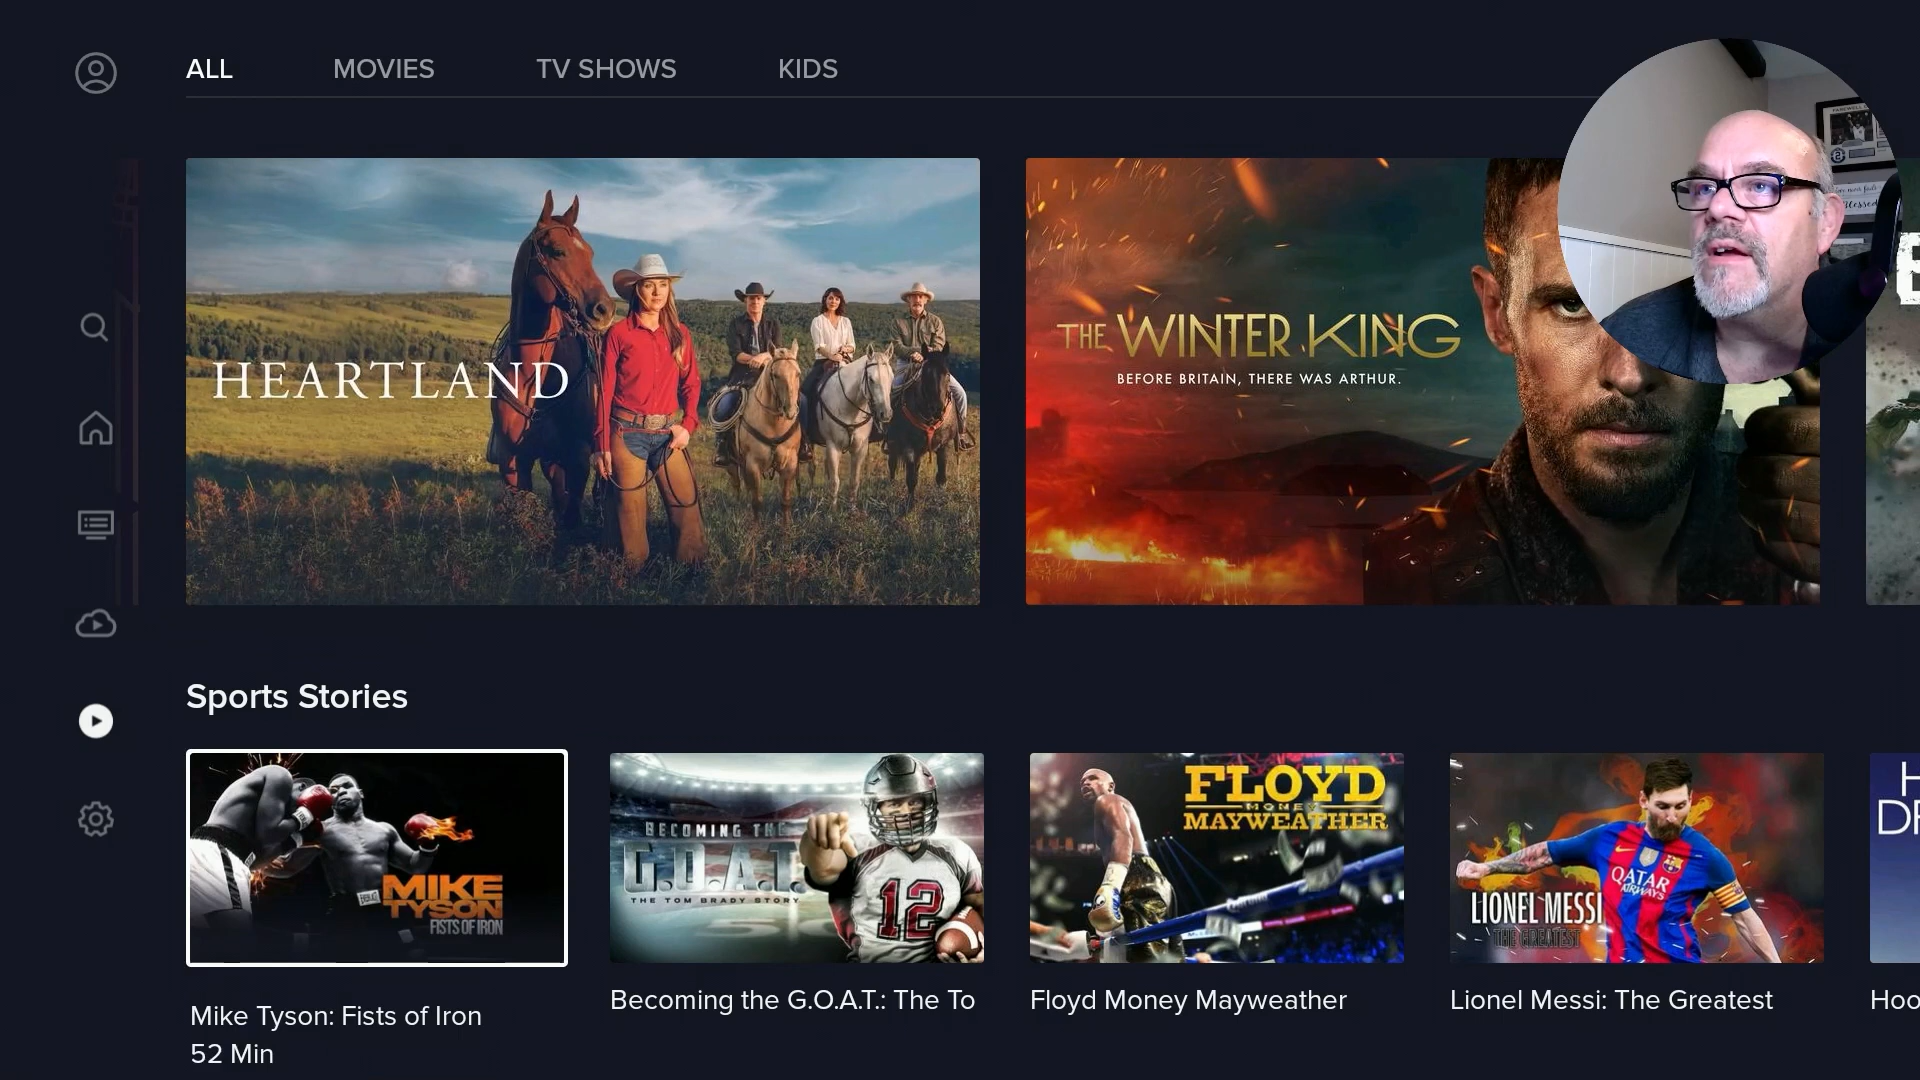 ALL MOVIES TV SHOWS KIDS
HEARTLAND
THE WINTER KING
BEFORE BRITAIN, THERE WAS ARTHUR.
Sports Stories
MIKE
TYSON
FISTS OF IRON
BECOMING THE
G.O.A.T.
THE TOM BRADY STORY
12
FLOYD
MONEY
MAYWEATHER
QATAR
AIRWAYS
LIONEL MESSI
THE GREATEST
H
DR
Mike Tyson: Fists of Iron
52 Min
Becoming the G.O.A.T.: The To
Floyd Money Mayweather
Lionel Messi: The Greatest
Hoo